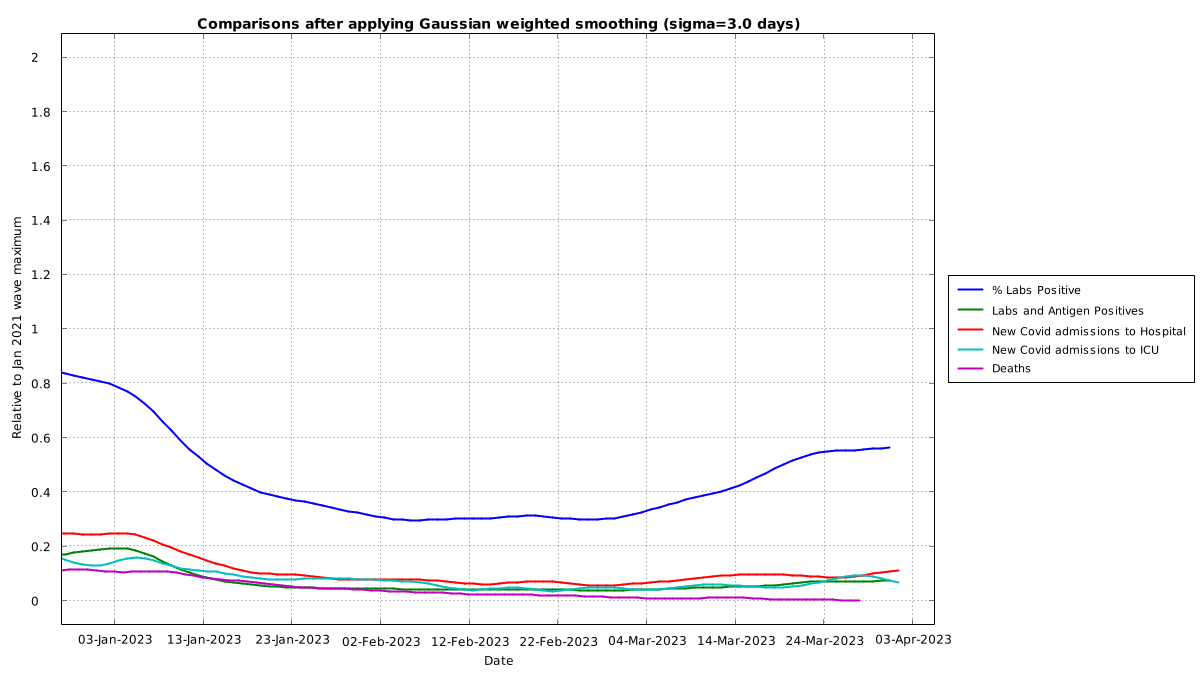 Comparisons after applying Gaussian weighted smoothing (sigma=3.0 days)
Relative to Jan 2021 wave maximum
2
1.8
1.6
1.4
1.2
1
0.8
0.6
0.4
0.2
0
03-Jan-2023 13-Jan-2023 23-Jan-2023 02-Feb-2023 12-Feb-2023 22-Feb-2023 04-Mar-2023 14-Mar-2023 24-Mar-2023 03-Apr-2023
Date
% Labs Positive
Labs and Antigen Positives
New Covid admissions to Hospital
New Covid admissions to ICU
Deaths